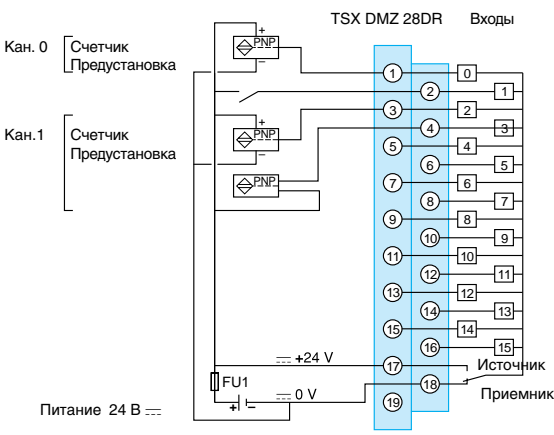 TSX DMZ 28DR Входы
Кан. 0 Счетчик
Предустановка
+
PNP
–
1 0
2 1
3 2
Кан.1 Счетчик
Предустановка
+
PNP
–
4 3
5 4
PNP
6 5
7 6
8 7
9 8
10 9
11 10
12 11
13 12
14 13
15 14
16 15
+24 V 17 Источник
FU1
18 Приемник
0 V
19
Питание 24 В + –